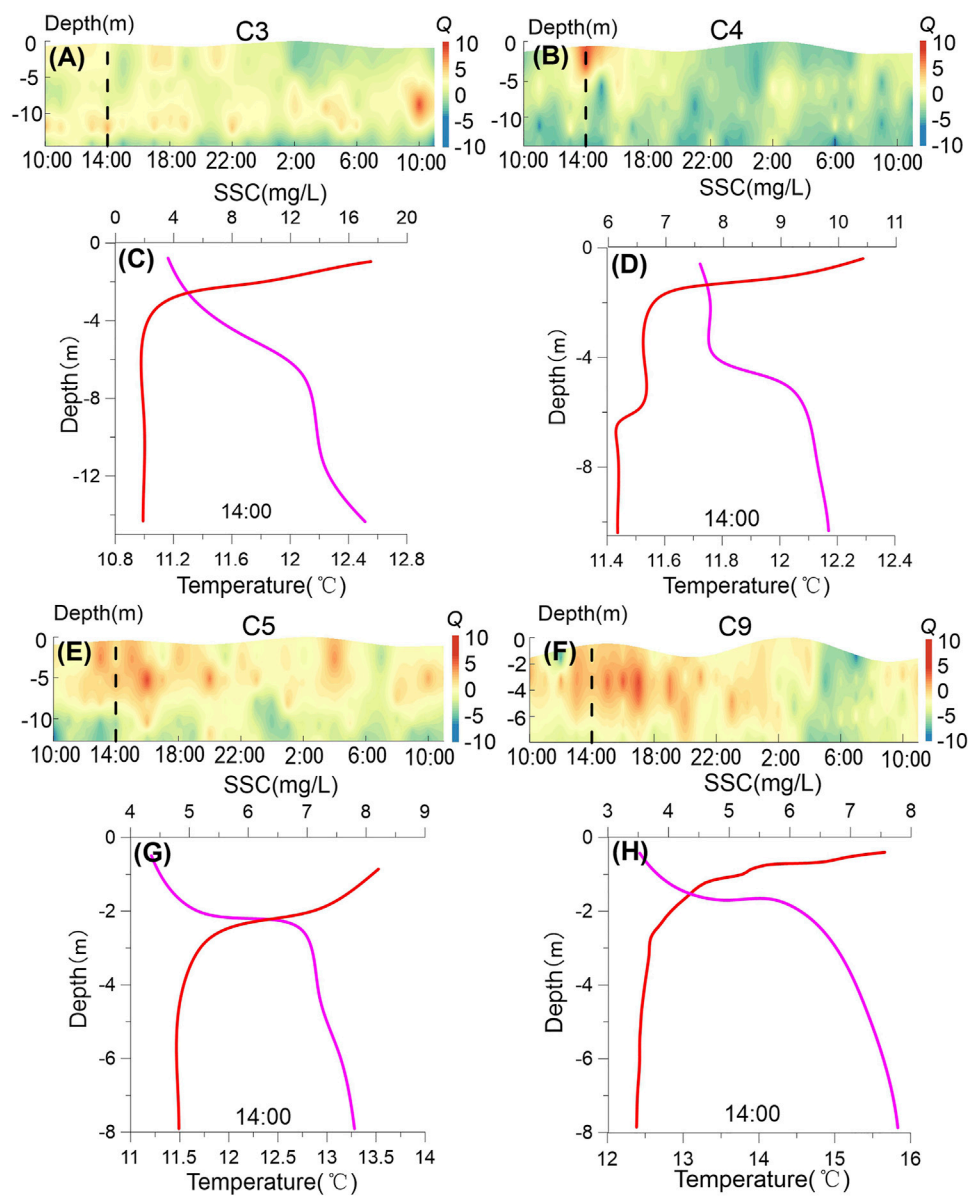 Depth(m) C3 Q
(A)
0
-5
-10
10
5
0
-5
-10
10:00 14:00 18:00 22:00 2:00 6:00 10:00
Depth(m) C4 Q
(B)
0
-5
-10
10
5
0
-5
-10
10:00 14:00 18:00 22:00 2:00 6:00 10:00
SSC(mg/L)
0 4 8 12 16 20
(C)
Depth(m)
0
-4
-8
-12
14:00
10.8 11.2 11.6 12 12.4 12.8
Temperature(℃)
SSC(mg/L)
6 7 8 9 10 11
(D)
Depth(m)
0
-4
-8
14:00
11.4 11.6 11.8 12 12.2 12.4
Temperature(℃)
Depth(m) C5 Q
(E)
0
-5
-10
10
5
0
-5
-10
10:00 14:00 18:00 22:00 2:00 6:00 10:00
Depth(m) C9 Q
(F)
0
-2
-4
-6
10
5
0
-5
-10
10:00 14:00 18:00 22:00 2:00 6:00 10:00
SSC(mg/L)
4 5 6 7 8 9
(G)
Depth(m)
0
-2
-4
-6
-8
14:00
11 11.5 12 12.5 13 13.5 14
Temperature(℃)
SSC(mg/L)
3 4 5 6 7 8
(H)
Depth(m)
0
-2
-4
-6
-8
14:00
12 13 14 15 16
Temperature(℃)